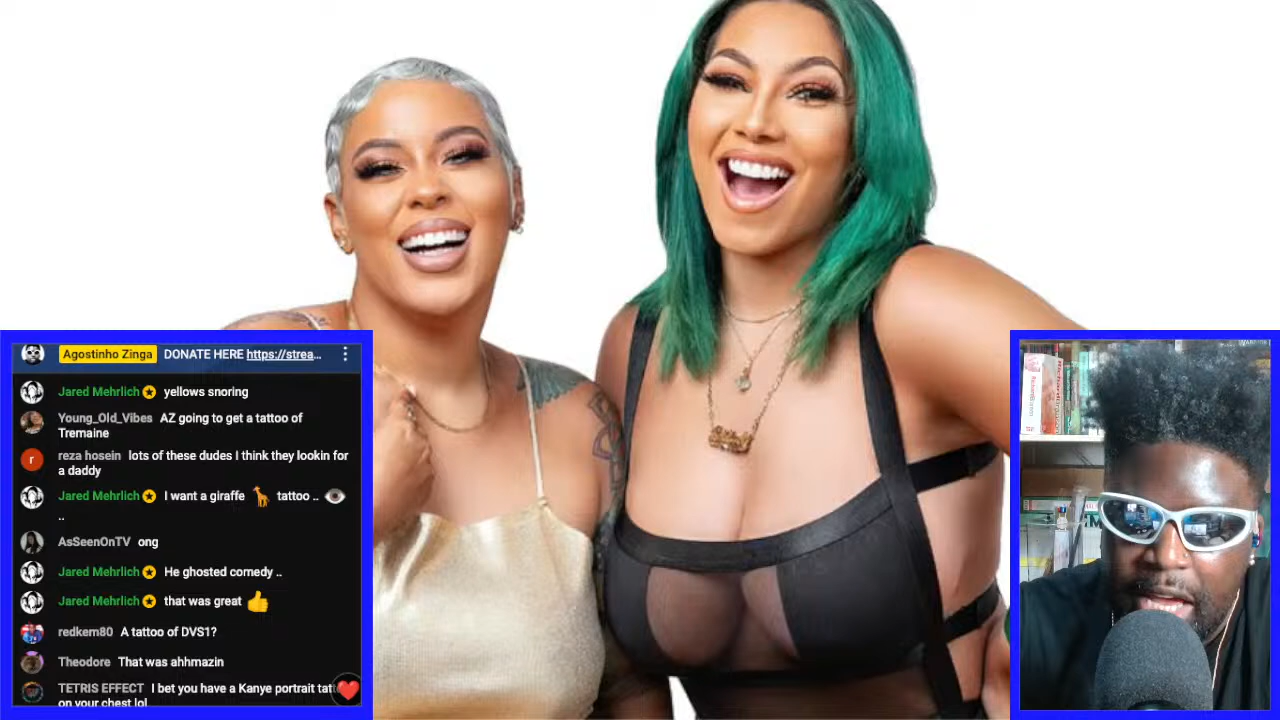 Agostinho Zinga DONATE HERE https://strea...
Jared Mehrlich yellows snoring
Young_Old_Vibes AZ going to get a tattoo of
Tremaine
r
reza hosein lots of these dudes I think they lookin for
a daddy
Jared Mehrlich I want a giraffe 🦒 tattoo .. 👁
..
AsSeenOnTV ong
Jared Mehrlich He ghosted comedy ..
Jared Mehrlich that was great 👍
redkem80 A tattoo of DVS1?
Theodore That was ahhmazin
TETRIS EFFECT I bet you have a Kanye portrait tat
on your chest lol